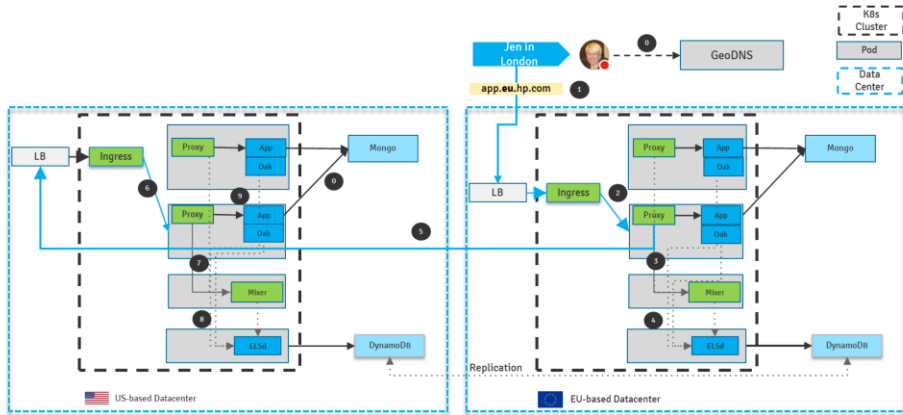 K8s
Cluster
Pod
Data
Center
Jen in
London
0
GeoDNS
app.eu.hp.com
1
LB
Ingress
Proxy
App
Oak
Mongo
6
9
0
Proxy
App
Oak
5
7
Mixer
8
ELSd
DynamoDB
US-based Datacenter
LB
Ingress
Proxy
App
Oak
Mongo
2
Proxy
App
Oak
3
Mixer
4
ELSd
DynamoDB
Replication
EU-based Datacenter